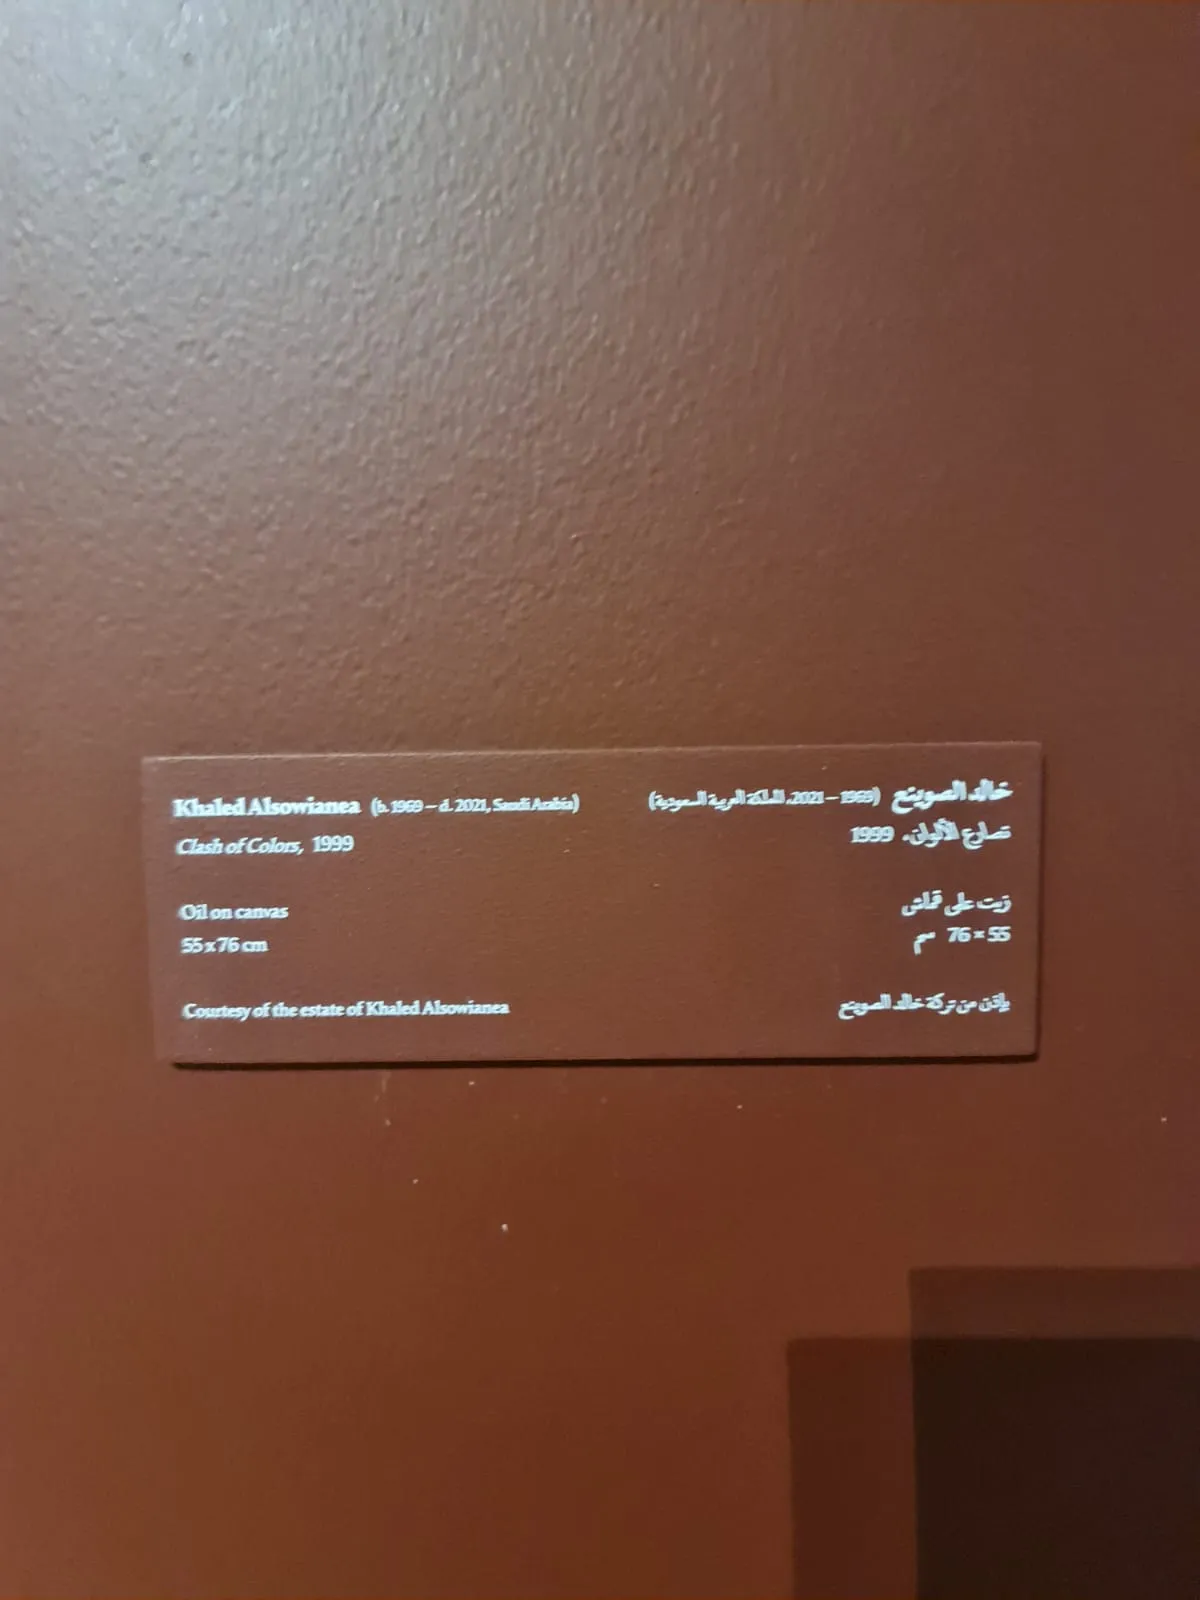 Khaled Alsowianea (b. 1969 – d. 2021, Saudi Arabia)
Clash of Colors, 1999
Oil on canvas
55 x 76 cm
Courtesy of the estate of Khaled Alsowianea
خالد الصوينع (1969 – 2021، المملكة العربية السعودية)
تصارع الألوان، 1999
زيت على قماش
55 × 76 سم
بإذن من تركة خالد الصوينع